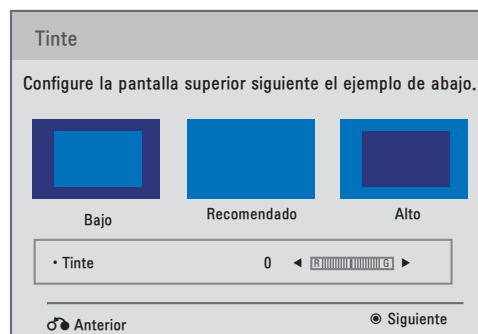 Tinte
Configure la pantalla superior siguiente el ejemplo de abajo.
Bajo Recomendado Alto
• Tinte 0 ◄ R G ►
Anterior ◉ Siguiente